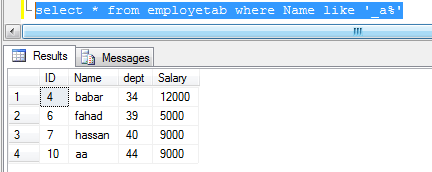 select * from employetab where Name like '_a%'
Results Messages
ID Name dept Salary
1 4 babar 34 12000
2 6 fahad 39 5000
3 7 hassan 40 9000
4 10 aa 44 9000